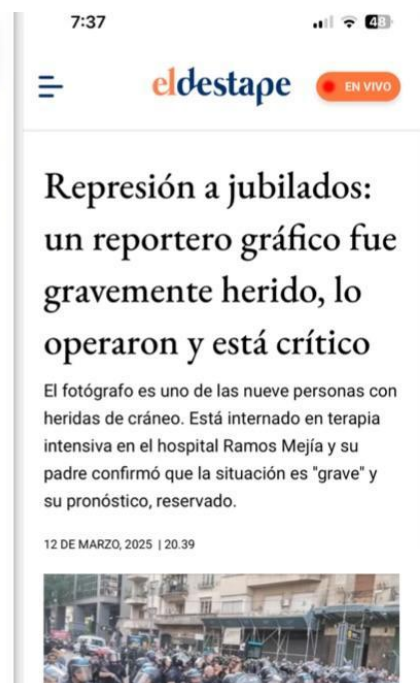 7:37
48
eldestape
EN VIVO
Represión a jubilados:
un reportero gráfico fue
gravemente herido, lo
operaron y está crítico
El fotógrafo es uno de las nueve personas con
heridas de cráneo. Está internado en terapia
intensiva en el hospital Ramos Mejía y su
padre confirmó que la situación es "grave" y
su pronóstico, reservado.
12 DE MARZO, 2025 | 20.39